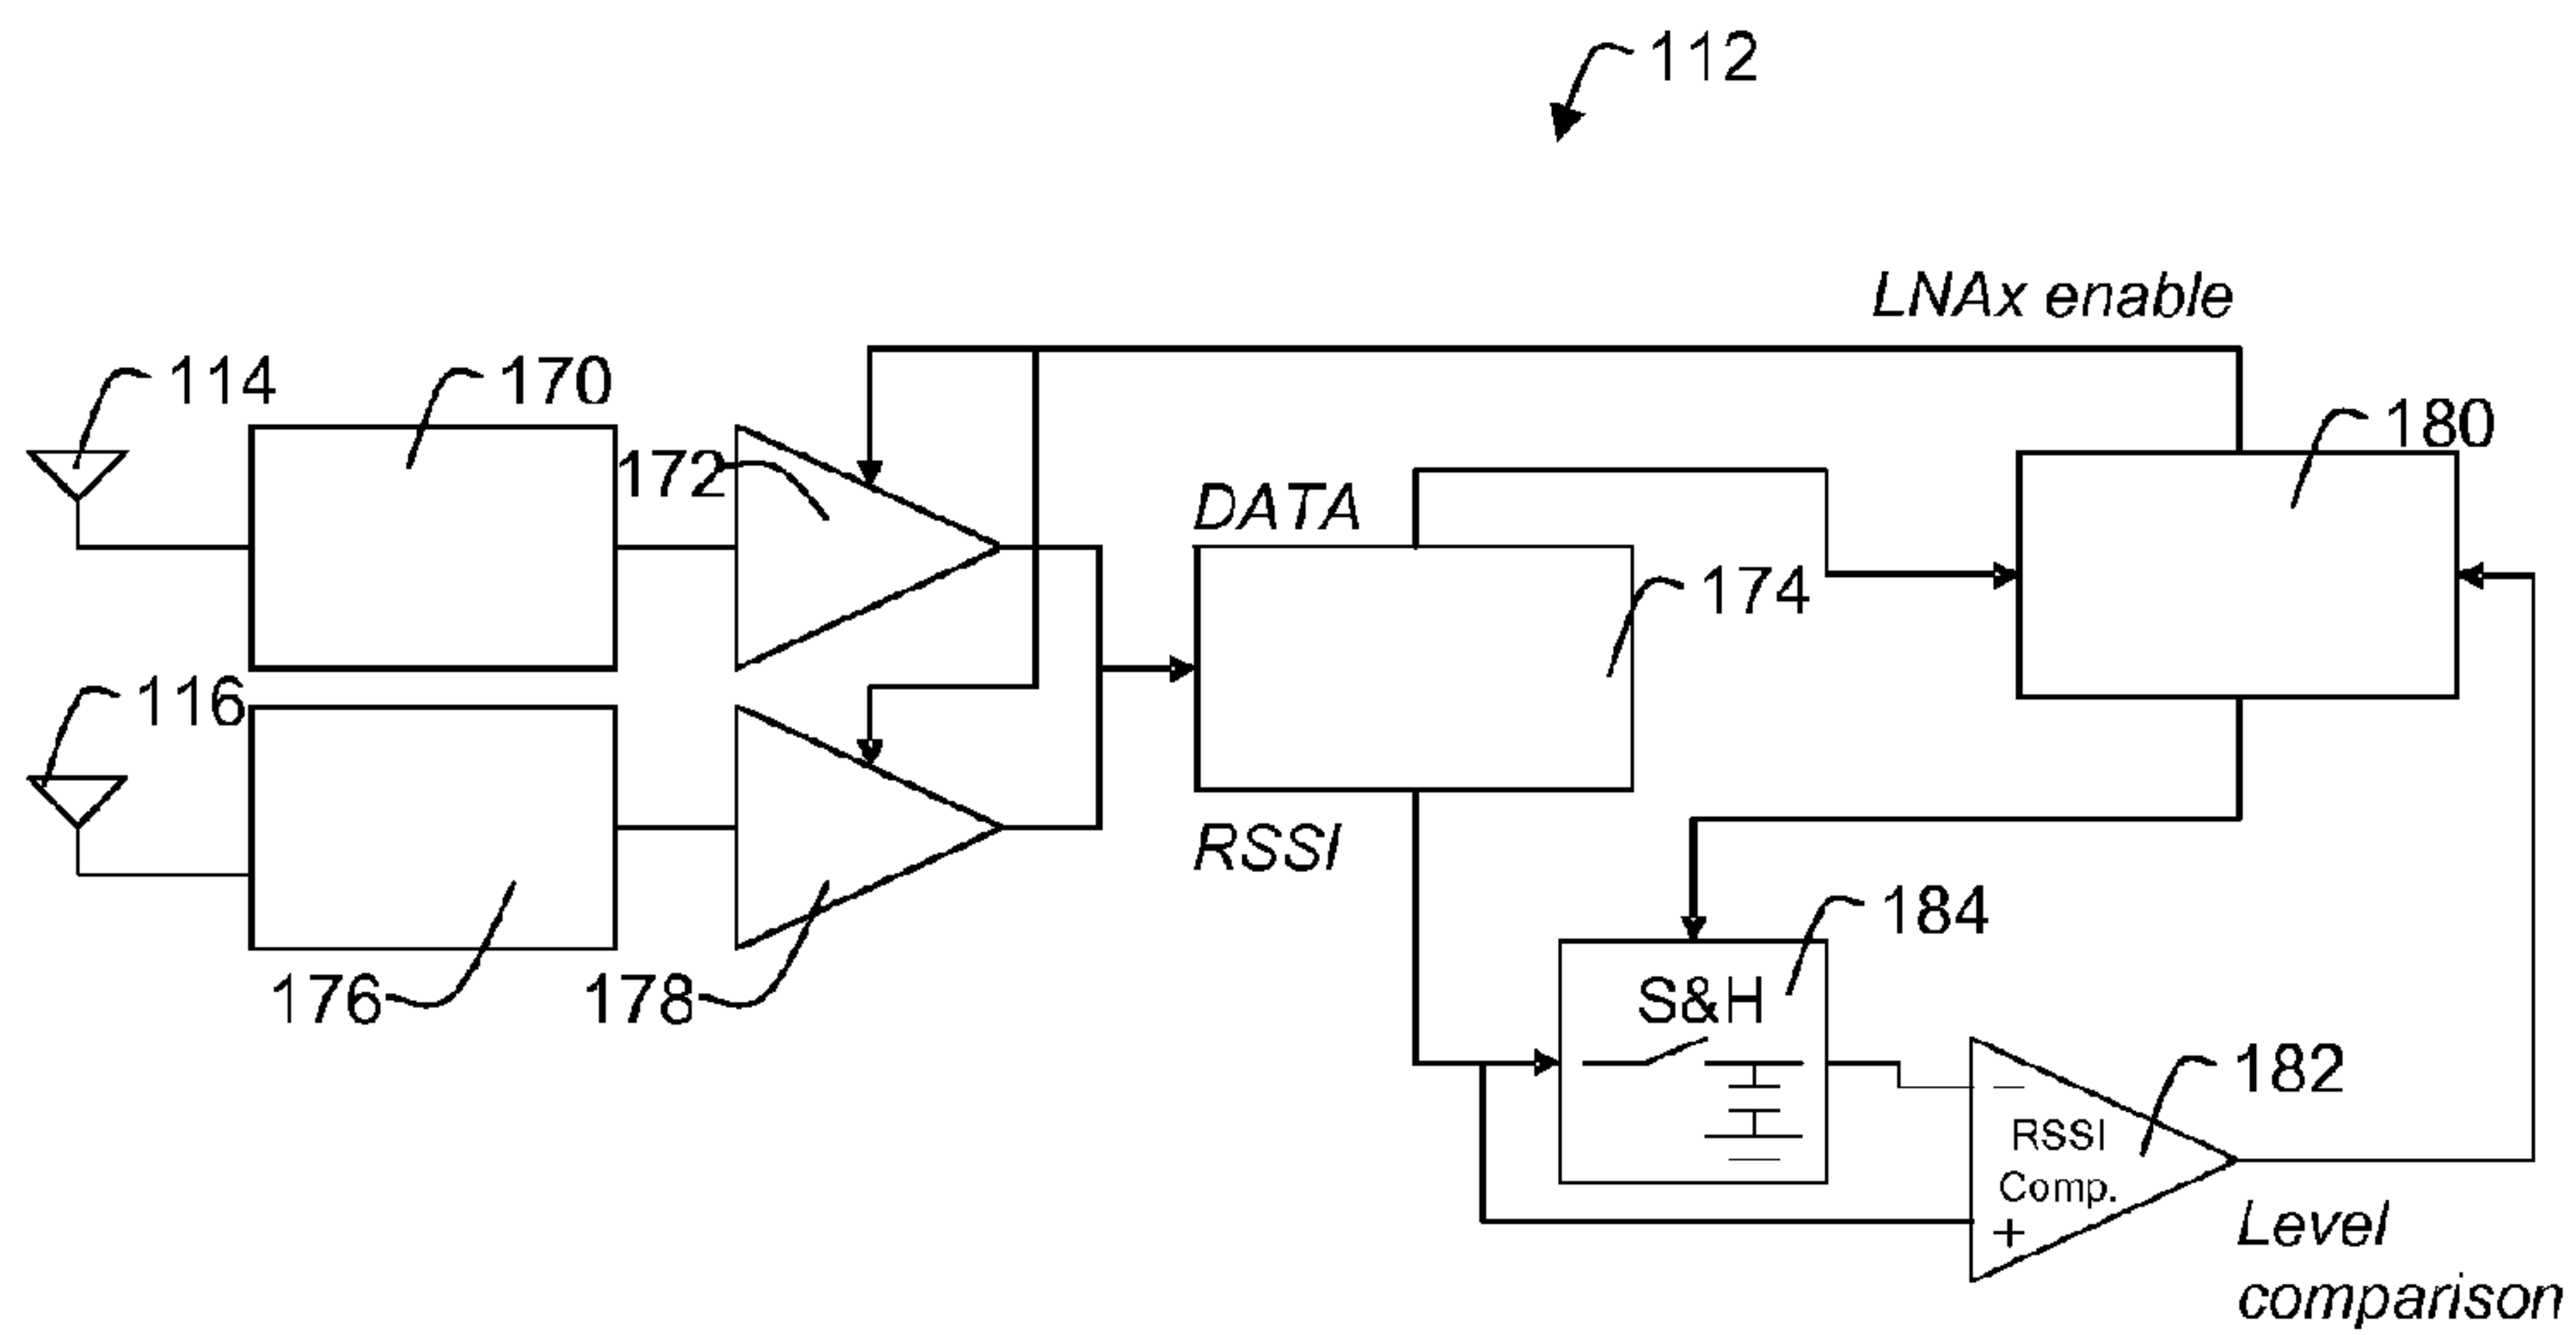 112
LNAx enable
114
170
180
172
DATA
174
116
RSSI
184
176
178
S&H
182
−
RSSI
Comp.
+
Level
comparison